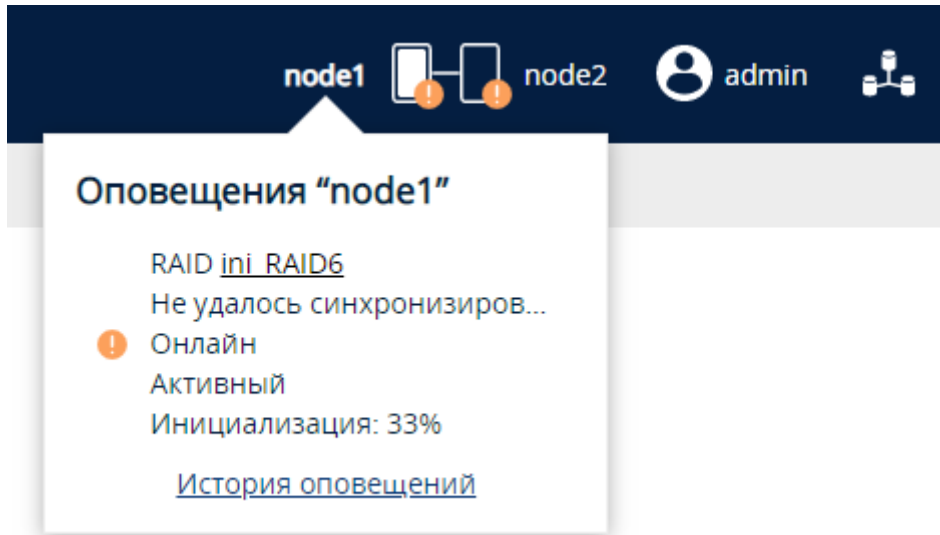 node1 node2 admin
Оповещения “node1”
RAID ini_RAID6
Не удалось синхронизиров...
Онлайн
Активный
Инициализация: 33%
История оповещений